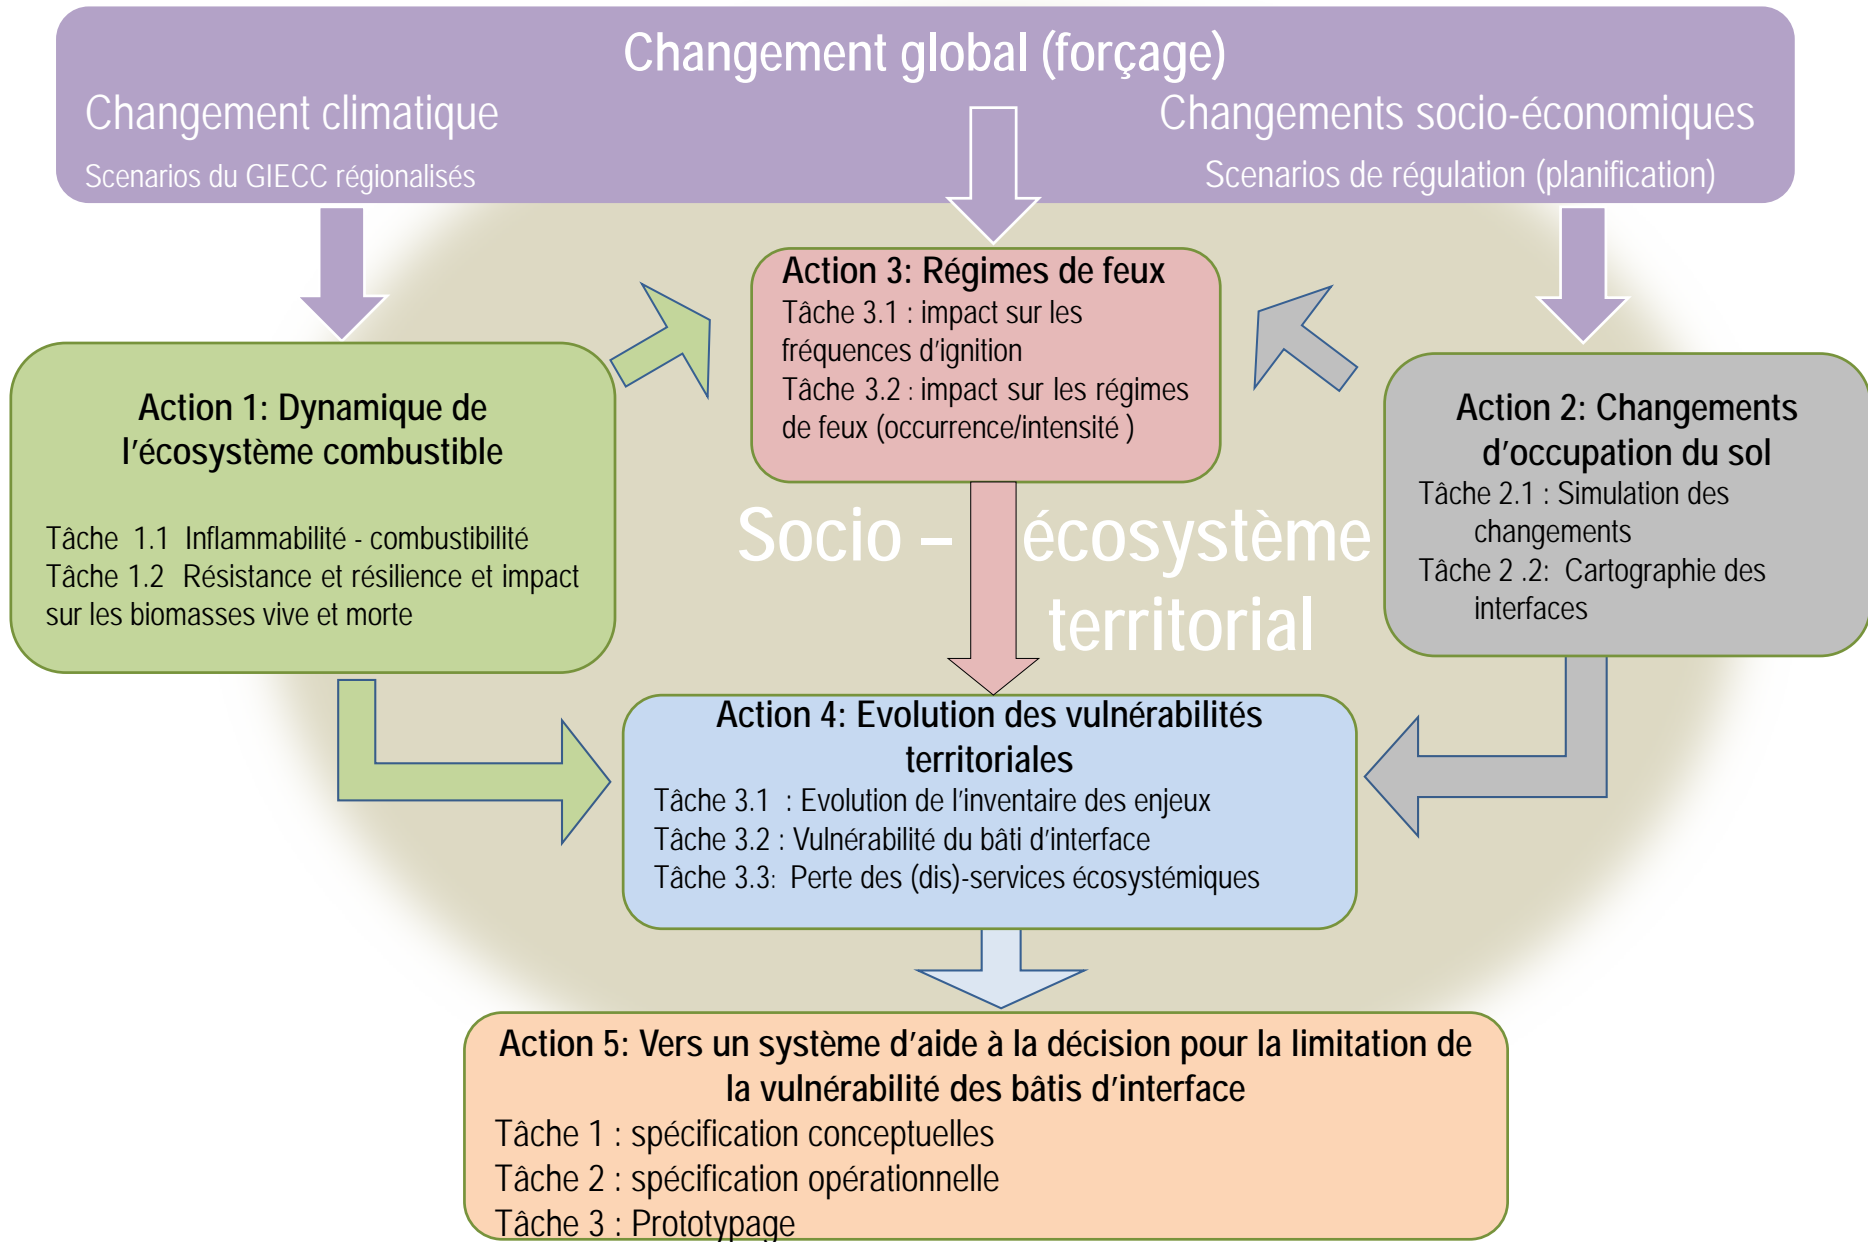 Changement global (forçage)
Changement climatique
Scenarios du GIECC régionalisés
Changements socio-économiques
Scenarios de régulation (planification)
Action 3: Régimes de feux
Tâche 3.1 : impact sur les
fréquences d'ignition
Tâche 3.2 : impact sur les régimes
de feux (occurrence/intensité )
Action 1: Dynamique de
l'écosystème combustible
Tâche 1.1 Inflammabilité - combustibilité
Tâche 1.2 Résistance et résilience et impact
sur les biomasses vive et morte
Action 2: Changements
d'occupation du sol
Tâche 2.1 : Simulation des
changements
Tâche 2 .2: Cartographie des
interfaces
Socio – écosystème
territorial
Action 4: Evolution des vulnérabilités
territoriales
Tâche 3.1 : Evolution de l'inventaire des enjeux
Tâche 3.2 : Vulnérabilité du bâti d'interface
Tâche 3.3: Perte des (dis)-services écosystémiques
Action 5: Vers un système d'aide à la décision pour la limitation de
la vulnérabilité des bâtis d'interface
Tâche 1 : spécification conceptuelles
Tâche 2 : spécification opérationnelle
Tâche 3 : Prototypage